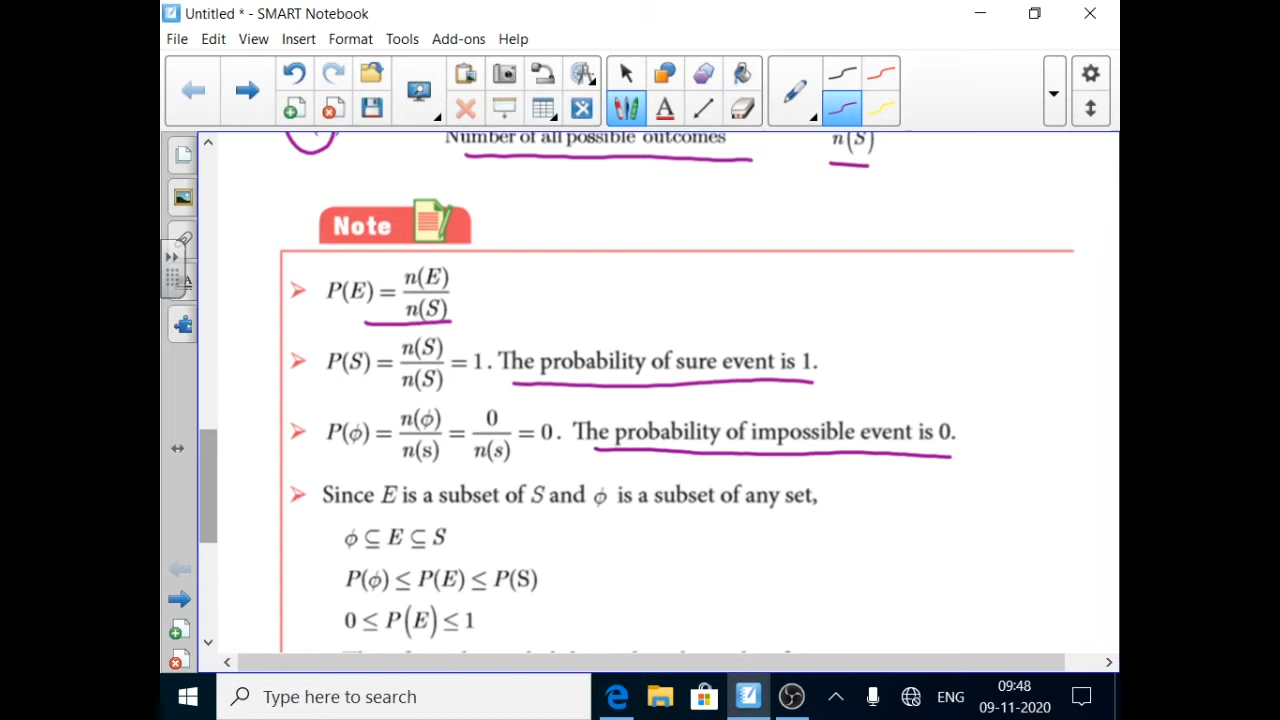 Untitled * - SMART Notebook
File Edit View Insert Format Tools Add-ons Help
Number of all possible outcomes n(S)
Note
P(E) = n(E) / n(S)
P(S) = n(S) / n(S) = 1. The probability of sure event is 1.
P(ϕ) = n(ϕ) / n(s) = 0 / n(s) = 0. The probability of impossible event is 0.
Since E is a subset of S and ϕ is a subset of any set,
ϕ ⊆ E ⊆ S
P(ϕ) ≤ P(E) ≤ P(S)
0 ≤ P(E) ≤ 1
Type here to search
ENG
09:48
09-11-2020